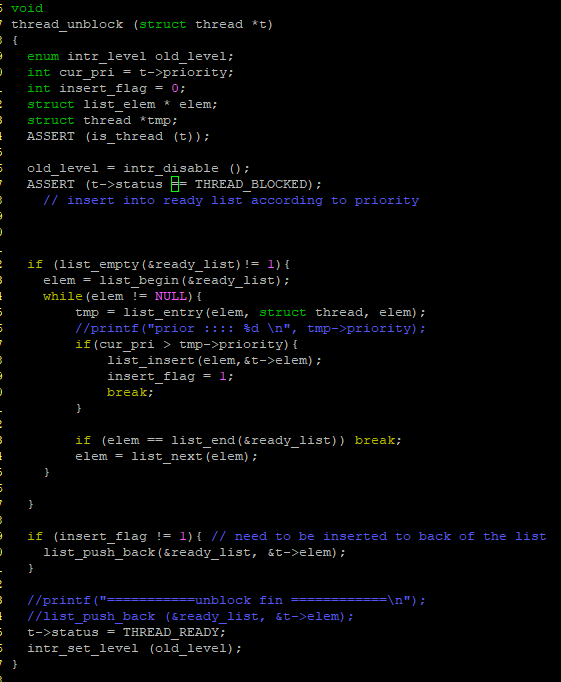 void
thread_unblock (struct thread *t)
{
enum intr_level old_level;
int cur_pri = t->priority;
int insert_flag = 0;
struct list_elem * elem;
struct thread *tmp;
ASSERT (is_thread (t));
old_level = intr_disable ();
ASSERT (t->status == THREAD_BLOCKED);
// insert into ready list according to priority
if (list_empty(&ready_list)!= 1){
elem = list_begin(&ready_list);
while(elem != NULL){
tmp = list_entry(elem, struct thread, elem);
//printf("prior :::: %d \n", tmp->priority);
if(cur_pri > tmp->priority){
list_insert(elem,&t->elem);
insert_flag = 1;
break;
}
if (elem == list_end(&ready_list)) break;
elem = list_next(elem);
}
}
if (insert_flag != 1){ // need to be inserted to back of the list
list_push_back(&ready_list, &t->elem);
}
//printf("===========unblock fin ============\n");
//list_push_back (&ready_list, &t->elem);
t->status = THREAD_READY;
intr_set_level (old_level);
}